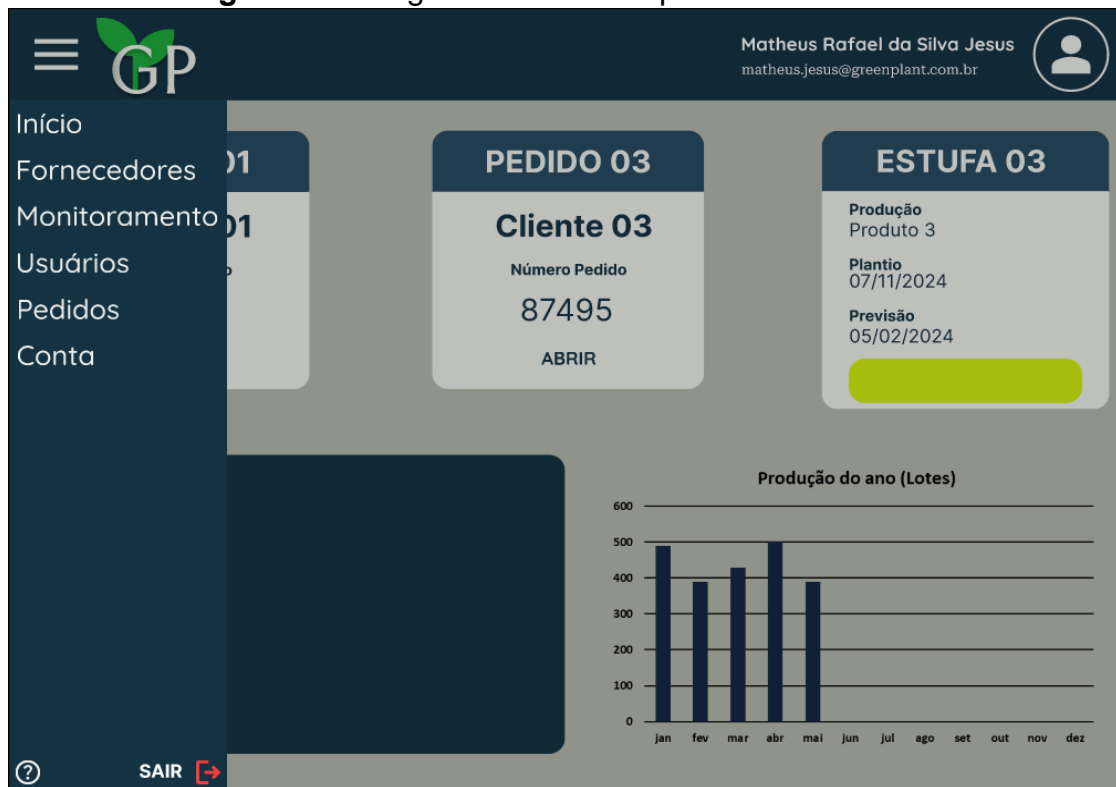 GP
Matheus Rafael da Silva Jesus
matheus.jesus@greenplant.com.br
Início
Fornecedores
Monitoramento
Usuários
Pedidos
Conta
01
01
PEDIDO 03
Cliente 03
Número Pedido
87495
ABRIR
ESTUFA 03
Produção
Produto 3
Plantio
07/11/2024
Previsão
05/02/2024
Produção do ano (Lotes)
600
500
400
300
200
100
0
jan fev mar abr mai jun jul ago set out nov dez
? SAIR